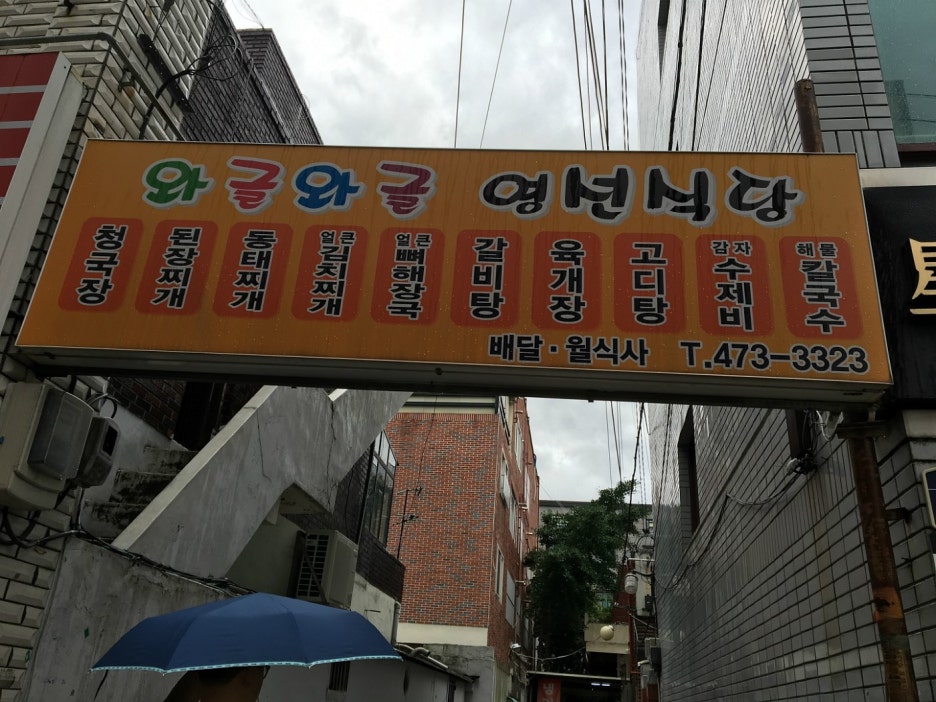 와글와글 영선식당
청국장
된장찌개
동태찌개
얼큰 김치찌개
얼큰 뼈해장국
갈비탕
육개장
고디탕
감자 수제비
해물 칼국수
배달·월식사 T.473-3323